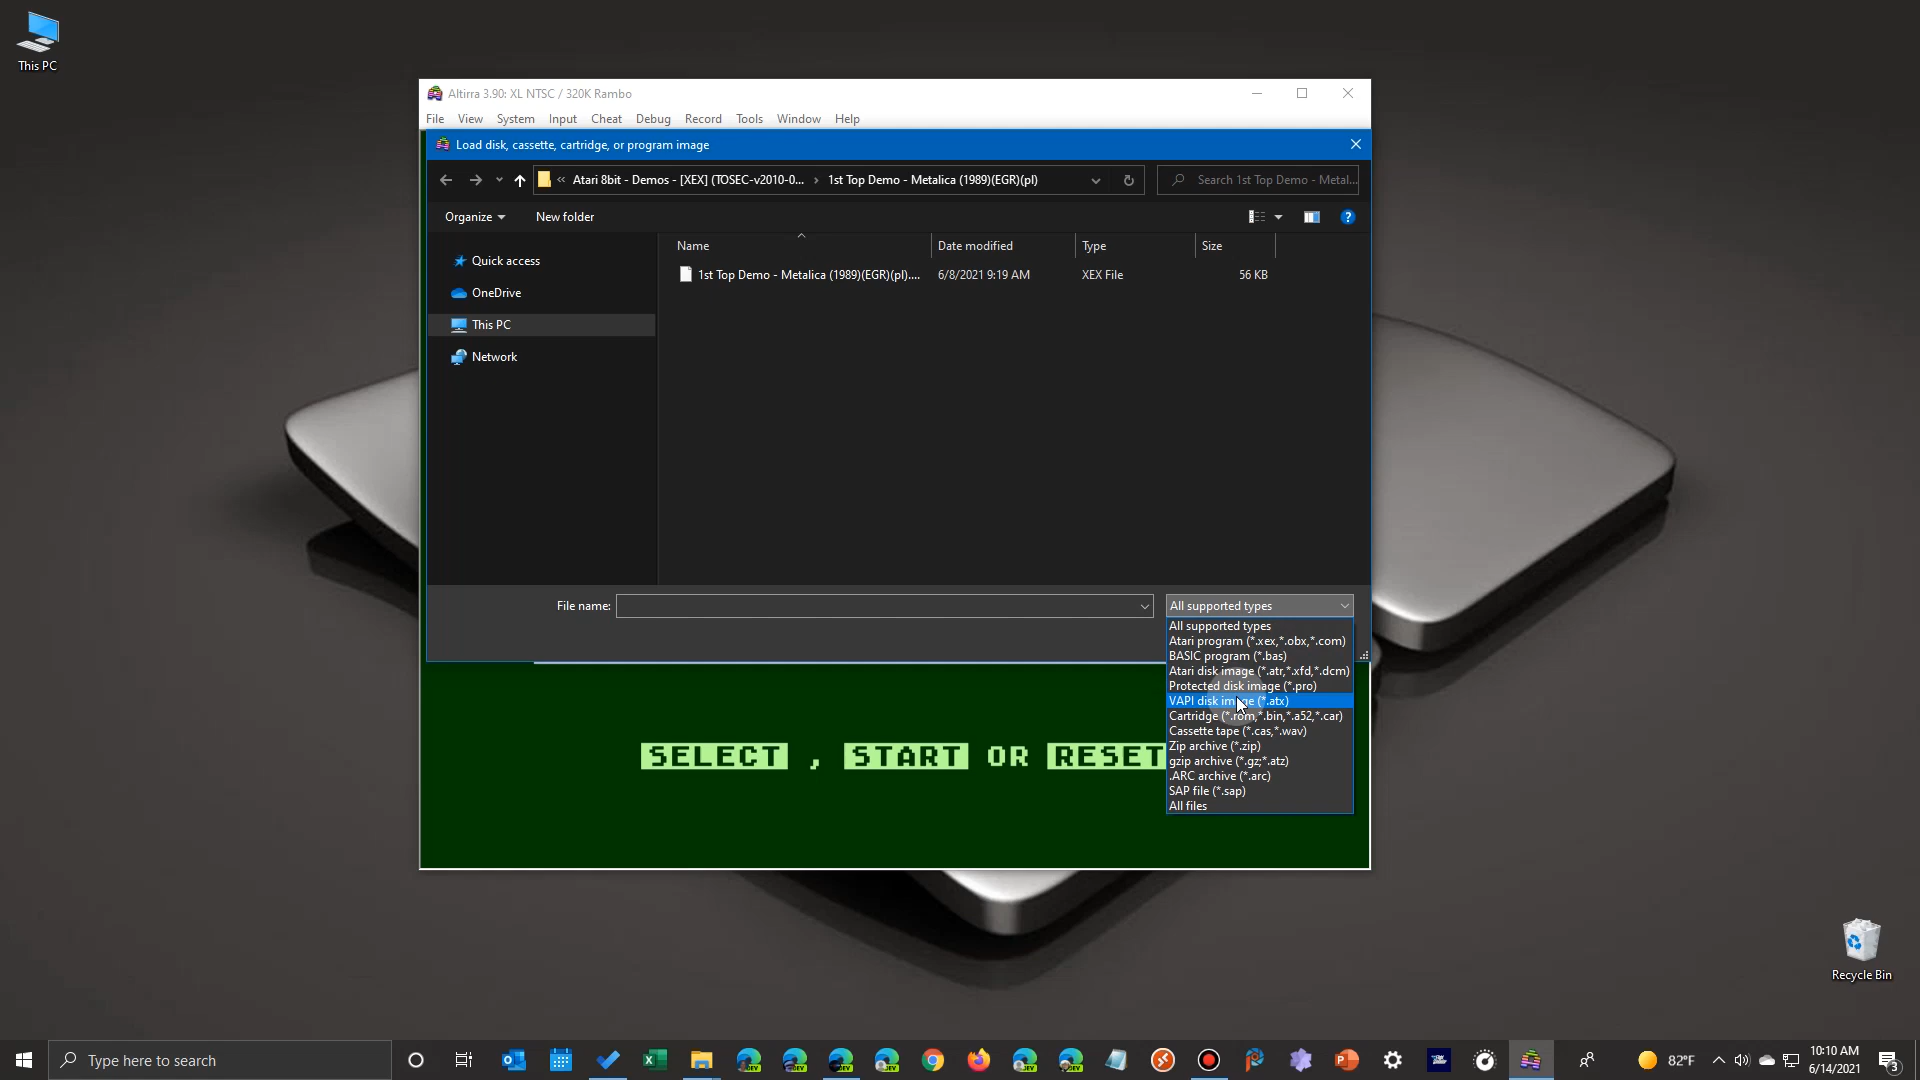 This PC
Altirra 3.90: XL NTSC / 320K Rambo
File View System Input Cheat Debug Record Tools Window Help
Load disk, cassette, cartridge, or program image
« Atari 8bit - Demos - [XEX] (TOSEC-v2010-0... › 1st Top Demo - Metalica (1989)(EGR)(pl)
Search 1st Top Demo - Metal...
Organize New folder
Name Date modified Type Size
1st Top Demo - Metalica (1989)(EGR)(pl).... 6/8/2021 9:19 AM XEX File 56 KB
Quick access
OneDrive
This PC
Network
File name:
All supported types
All supported types
Atari program (*.xex,*.obx,*.com)
BASIC program (*.bas)
Atari disk image (*.atr,*.xfd,*.dcm)
Protected disk image (*.pro)
VAPI disk image (*.atx)
Cartridge (*.rom,*.bin,*.a52,*.car)
Cassette tape (*.cas,*.wav)
Zip archive (*.zip)
gzip archive (*.gz;*.atz)
.ARC archive (*.arc)
SAP file (*.sap)
All files
SELECT , START OR RESET
Recycle Bin
Type here to search
DEV DEV DEV DEV DEV DEV
82°F
10:10 AM
6/14/2021
3